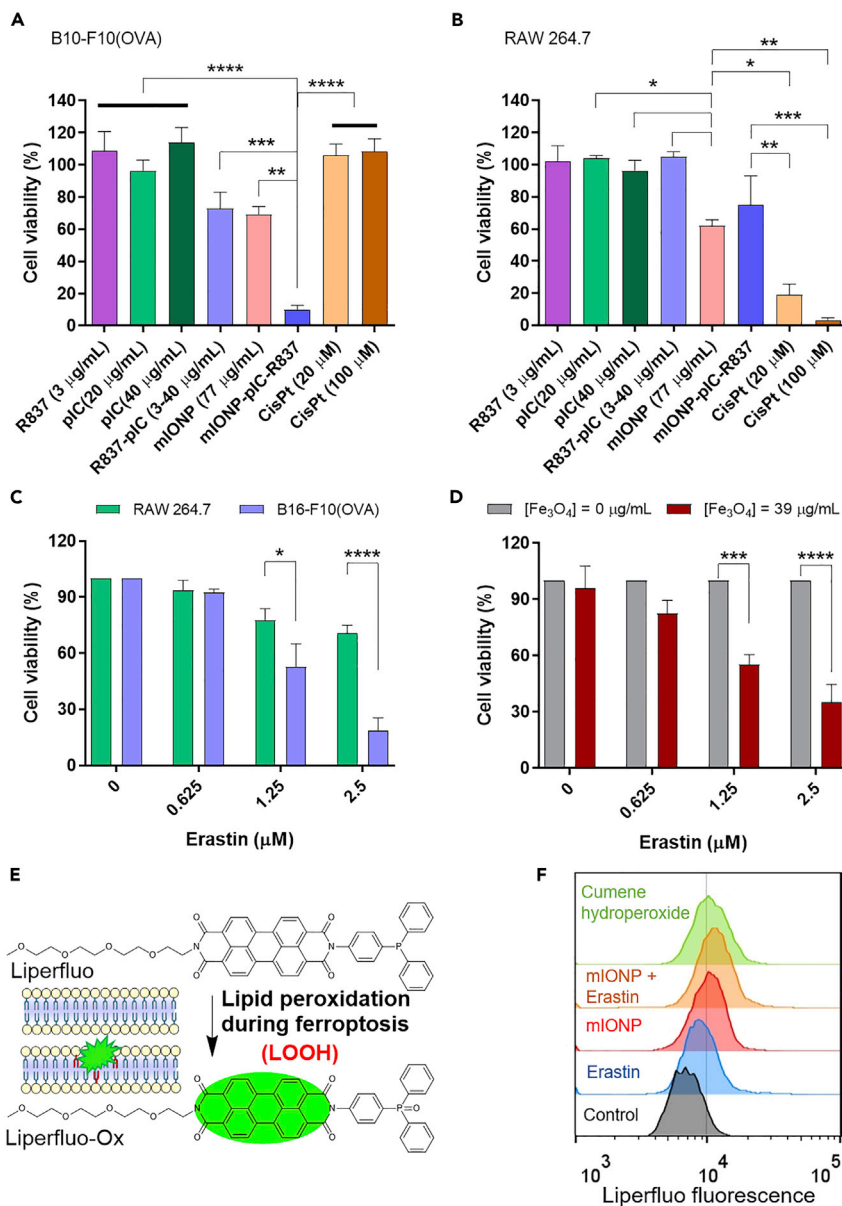 A
B10-F10(OVA)
****
****
***
**
Cell viability (%)
140
120
100
80
60
40
20
0
R837 (3 μg/mL)
pIC(20 μg/mL)
pIC(40 μg/mL)
R837-pIC (3-40 μg/mL)
mIONP (77 μg/mL)
mIONP-pIC-R837
CisPt (20 μM)
CisPt (100 μM)
B
RAW 264.7
**
*
*
***
**
Cell viability (%)
140
120
100
80
60
40
20
0
R837 (3 μg/mL)
pIC(20 μg/mL)
pIC(40 μg/mL)
R837-pIC (3-40 μg/mL)
mIONP (77 μg/mL)
mIONP-pIC-R837
CisPt (20 μM)
CisPt (100 μM)
C
RAW 264.7 B16-F10(OVA)
* ****
Cell viability (%)
120
90
60
30
0
0 0.625 1.25 2.5
Erastin (μM)
D
[Fe₃O₄] = 0 μg/mL [Fe₃O₄] = 39 μg/mL
*** ****
Cell viability (%)
120
90
60
30
0
0 0.625 1.25 2.5
Erastin (μM)
E
O O O O N O O O O N P
Liperfluo
Lipid peroxidation
during ferroptosis
(LOOH)
O O O O N O O O O N P=O
Liperfluo-Ox
F
Cumene
hydroperoxide
mIONP +
Erastin
mIONP
Erastin
Control
10³ 10⁴ 10⁵
Liperfluo fluorescence